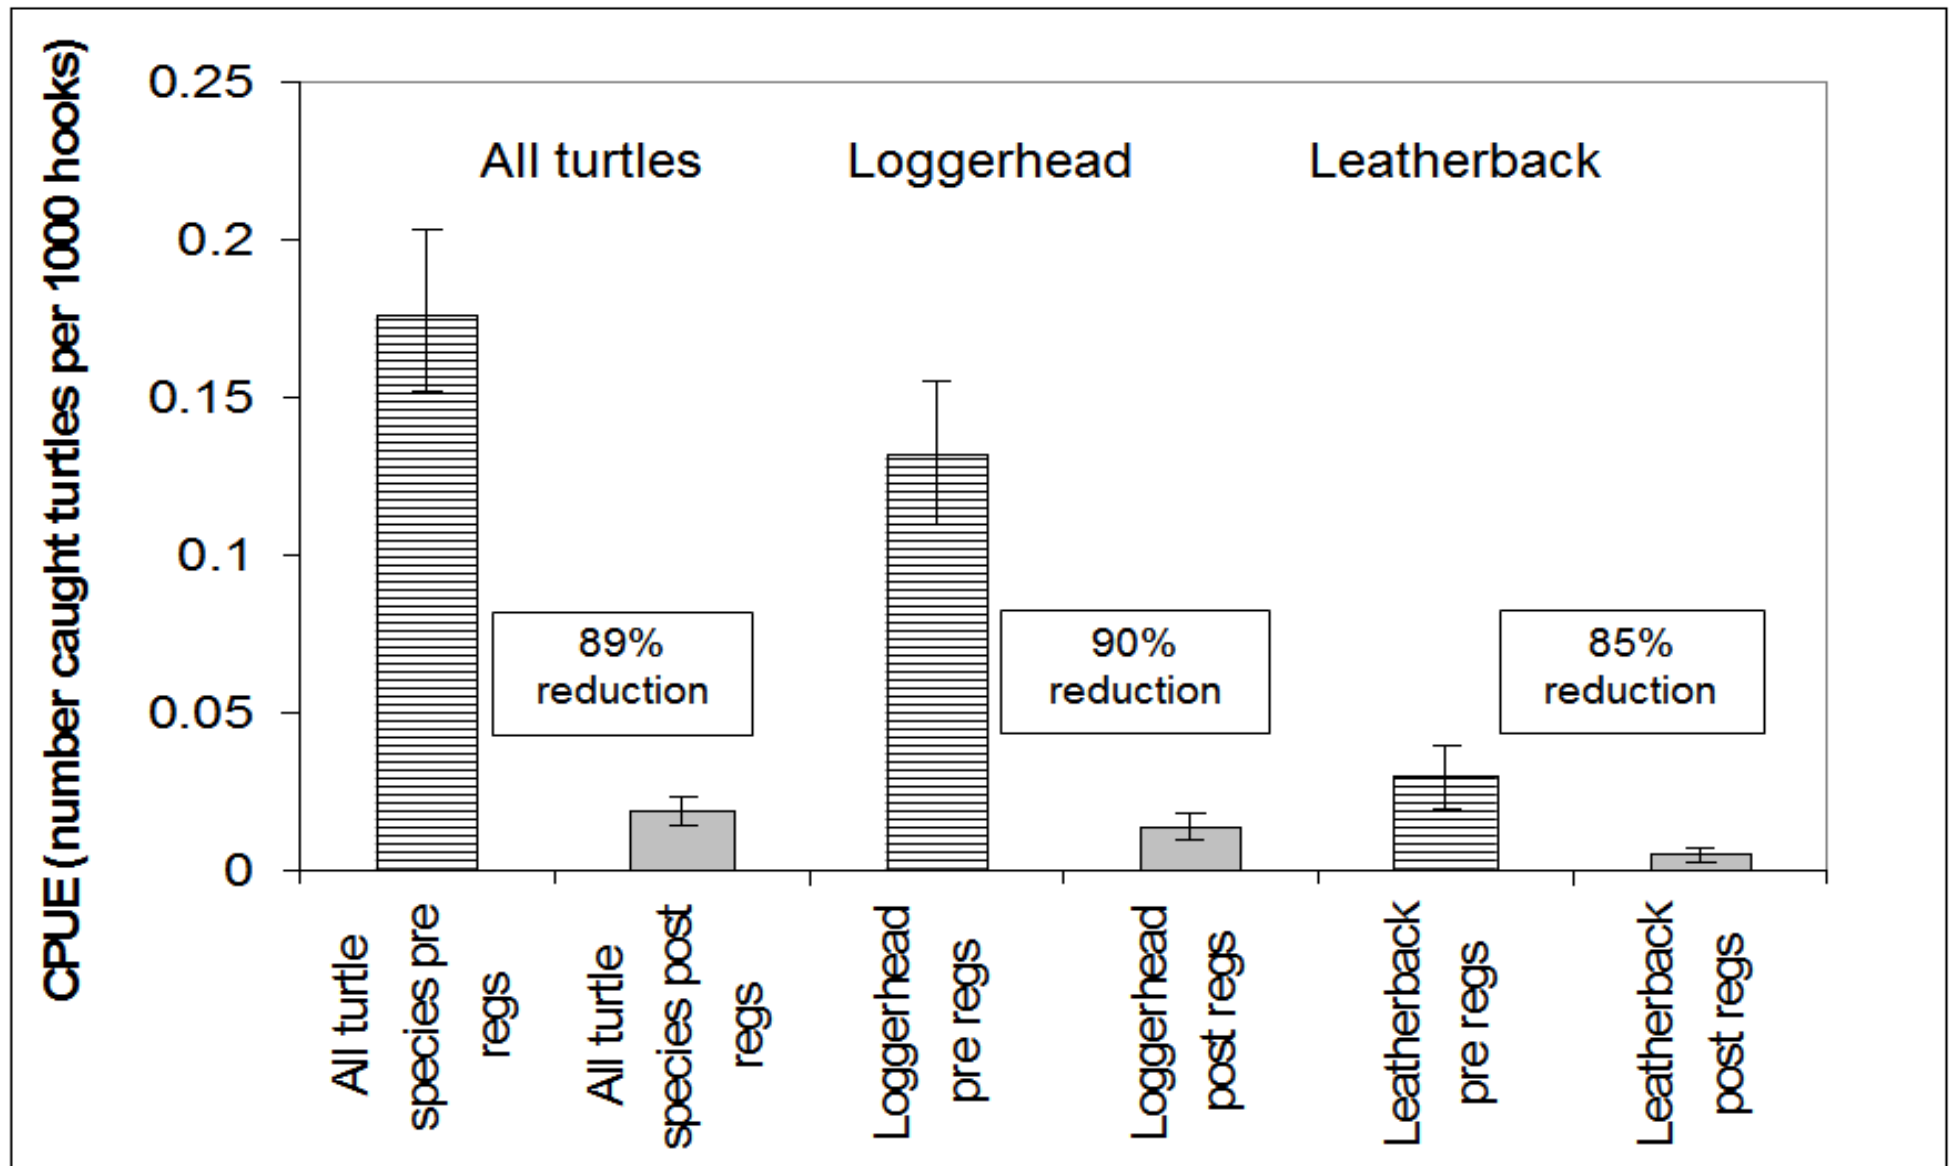 CPUE (number caught turtles per 1000 hooks)
0.25
0.2
0.15
0.1
0.05
0
All turtles
Loggerhead
Leatherback
89%
reduction
90%
reduction
85%
reduction
All turtle
species pre
regs
All turtle
species post
regs
Loggerhead
pre regs
Loggerhead
post regs
Leatherback
pre regs
Leatherback
post regs